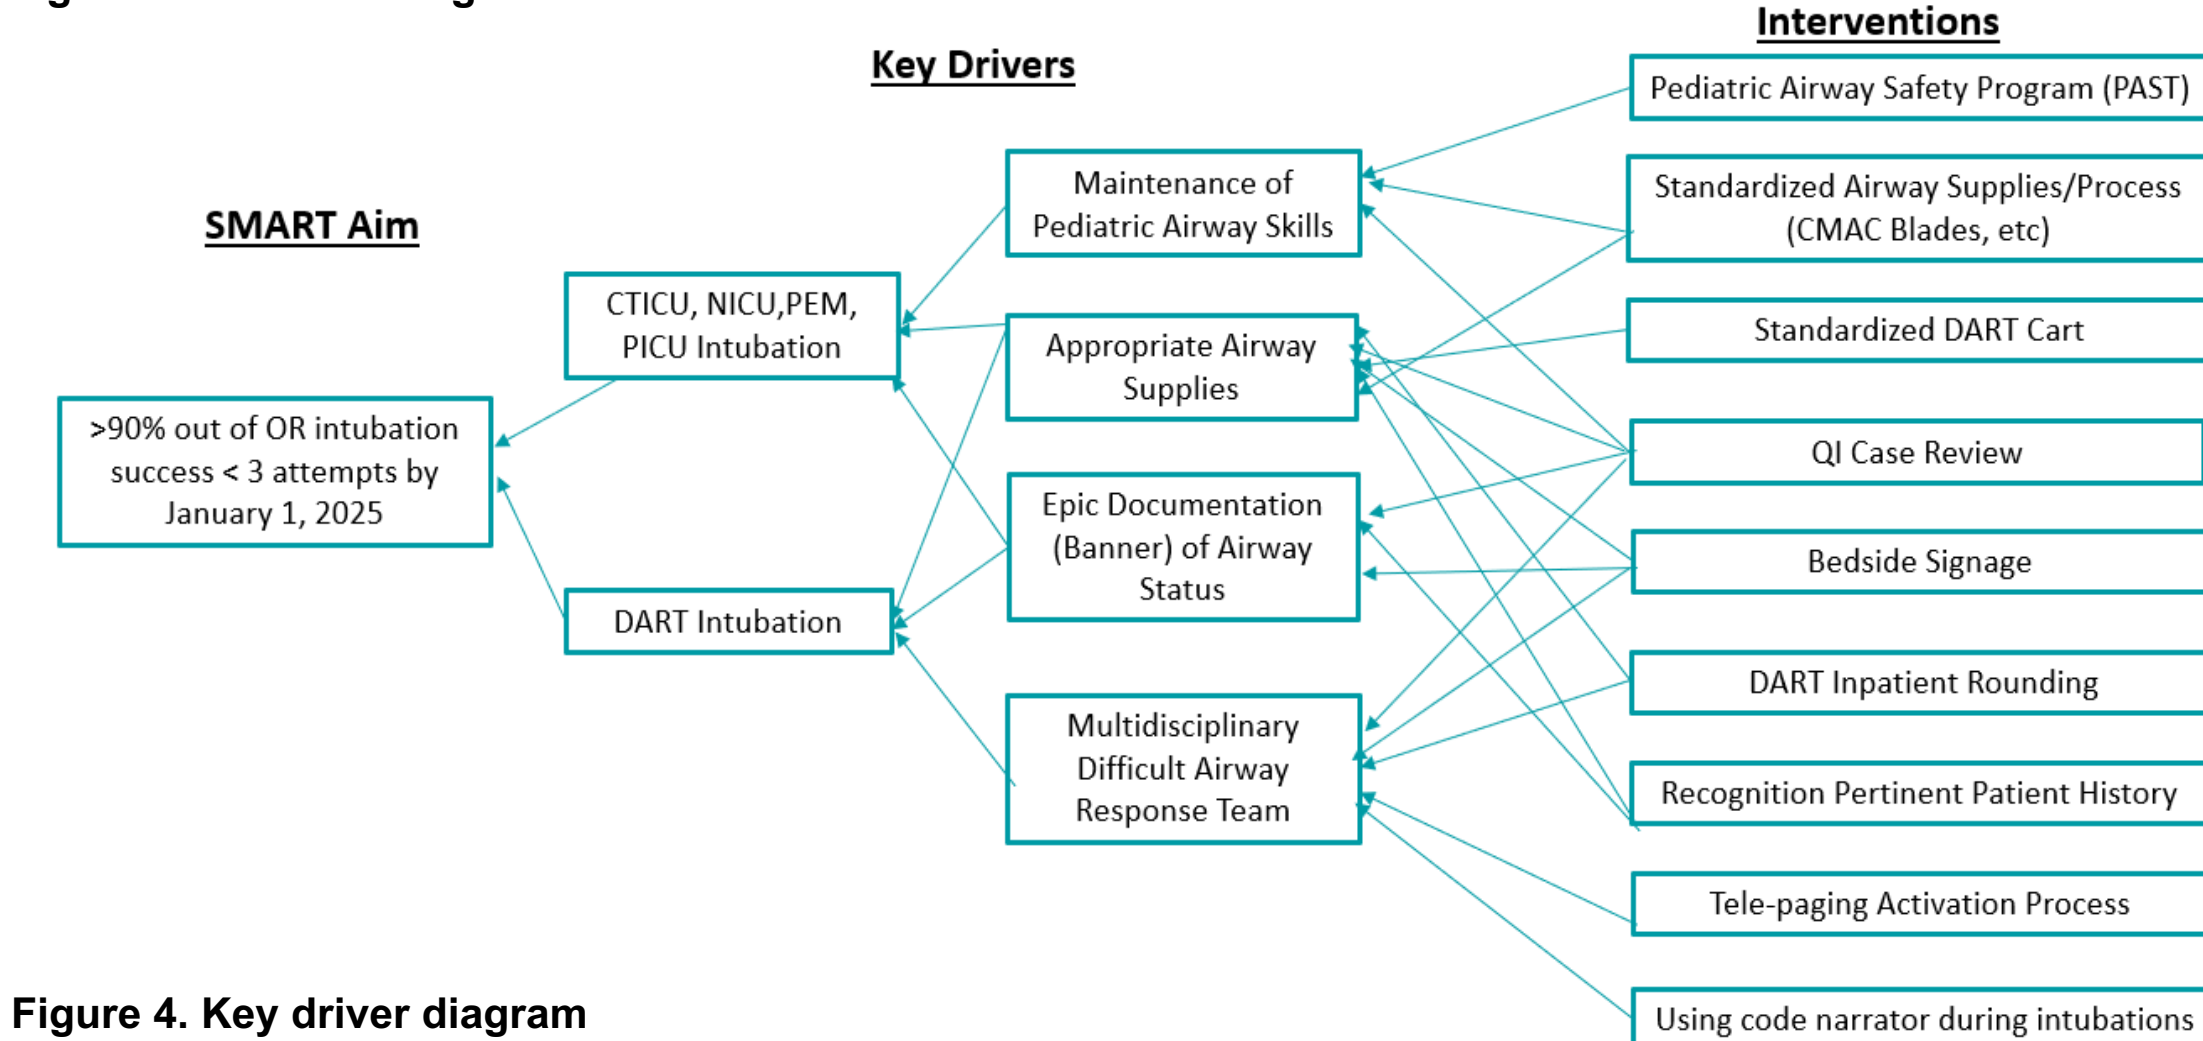 Interventions
Key Drivers
SMART Aim
>90% out of OR intubation
success < 3 attempts by
January 1, 2025
CTICU, NICU,PEM,
PICU Intubation
DART Intubation
Maintenance of
Pediatric Airway Skills
Appropriate Airway
Supplies
Epic Documentation
(Banner) of Airway
Status
Multidisciplinary
Difficult Airway
Response Team
Pediatric Airway Safety Program (PAST)
Standardized Airway Supplies/Process
(CMAC Blades, etc)
Standardized DART Cart
QI Case Review
Bedside Signage
DART Inpatient Rounding
Recognition Pertinent Patient History
Tele-paging Activation Process
Using code narrator during intubations
Figure 4. Key driver diagram